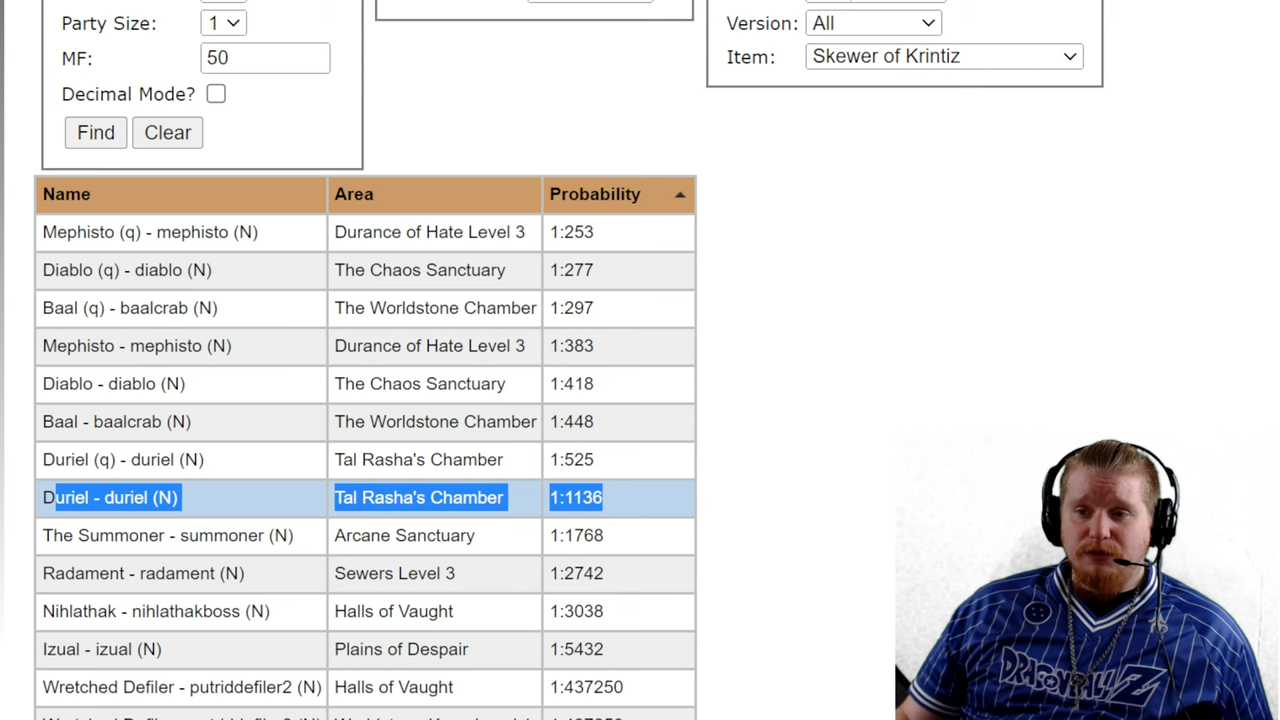 Party Size: 1
MF: 50
Decimal Mode?
Find Clear
Version: All
Item: Skewer of Krintiz
Name Area Probability
Mephisto (q) - mephisto (N) Durance of Hate Level 3 1:253
Diablo (q) - diablo (N) The Chaos Sanctuary 1:277
Baal (q) - baalcrab (N) The Worldstone Chamber 1:297
Mephisto - mephisto (N) Durance of Hate Level 3 1:383
Diablo - diablo (N) The Chaos Sanctuary 1:418
Baal - baalcrab (N) The Worldstone Chamber 1:448
Duriel (q) - duriel (N) Tal Rasha's Chamber 1:525
Duriel - duriel (N) Tal Rasha's Chamber 1:1136
The Summoner - summoner (N) Arcane Sanctuary 1:1768
Radament - radament (N) Sewers Level 3 1:2742
Nihlathak - nihlathakboss (N) Halls of Vaught 1:3038
Izual - izual (N) Plains of Despair 1:5432
Wretched Defiler - putriddefiler2 (N) Halls of Vaught 1:437250
DRAGONBALL Z